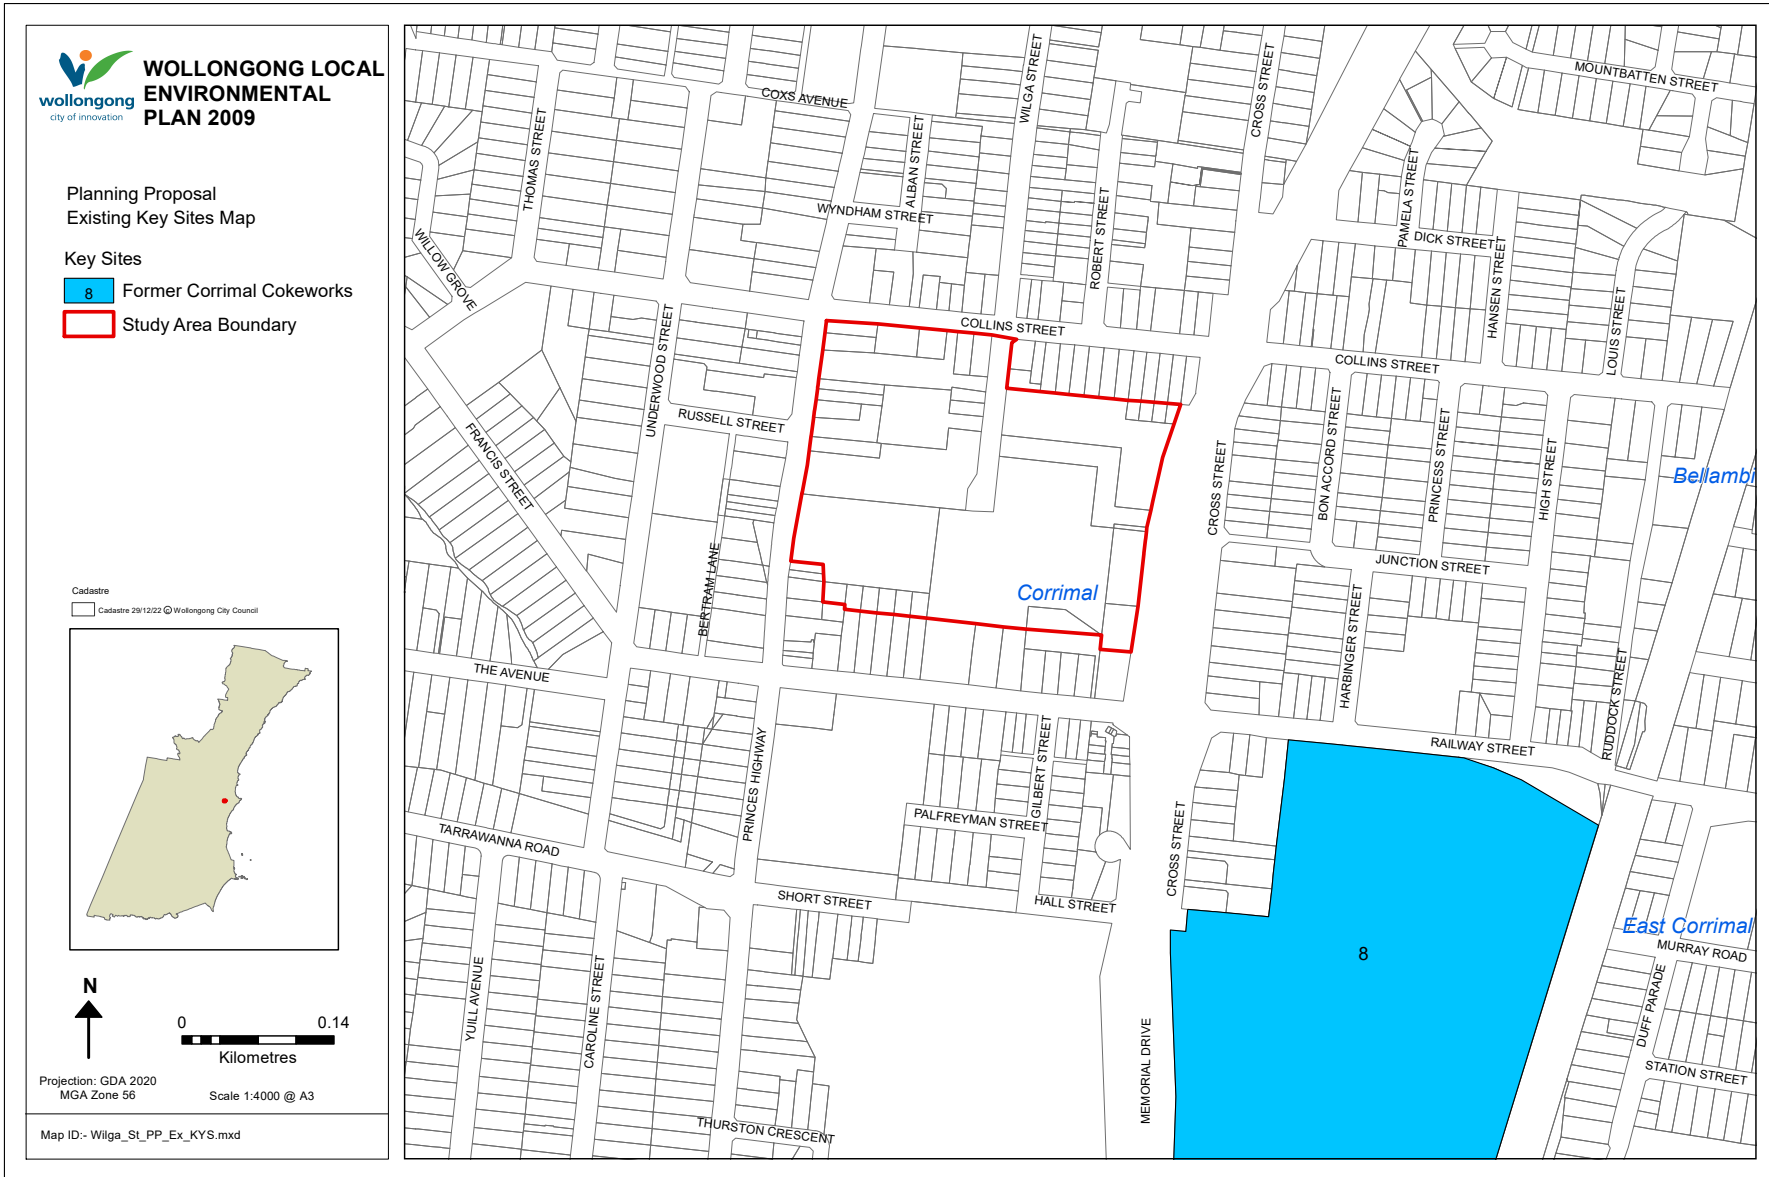 wollongong
city of innovation
WOLLONGONG LOCAL
ENVIRONMENTAL
PLAN 2009
Planning Proposal
Existing Key Sites Map
Key Sites
8 Former Corrimal Cokeworks
Study Area Boundary
Cadastre
Cadastre 29/12/22 © Wollongong City Council
N
0 0.14
Kilometres
Projection: GDA 2020
MGA Zone 56
Scale 1:4000 @ A3
Map ID:- Wilga_St_PP_Ex_KYS.mxd
COXS AVENUE
WILGA STREET
CROSS STREET
MOUNTBATTEN STREET
THOMAS STREET
ALBAN STREET
WYNDHAM STREET
ROBERT STREET
PAMELA STREET
DICK STREET
HANSEN STREET
WILLOW GROVE
LOUIS STREET
COLLINS STREET
COLLINS STREET
UNDERWOOD STREET
RUSSELL STREET
FRANCIS STREET
CROSS STREET
BON ACCORD STREET
PRINCESS STREET
HIGH STREET
Bellambi
JUNCTION STREET
BERTRAM LANE
Corrimal
HARBINGER STREET
THE AVENUE
RUDDOCK STREET
RAILWAY STREET
PRINCES HIGHWAY
GILBERT STREET
PALFREYMAN STREET
TARRAWANNA ROAD
CROSS STREET
SHORT STREET
HALL STREET
East Corrimal
MURRAY ROAD
8
YUILL AVENUE
CAROLINE STREET
DUFF PARADE
MEMORIAL DRIVE
STATION STREET
THURSTON CRESCENT